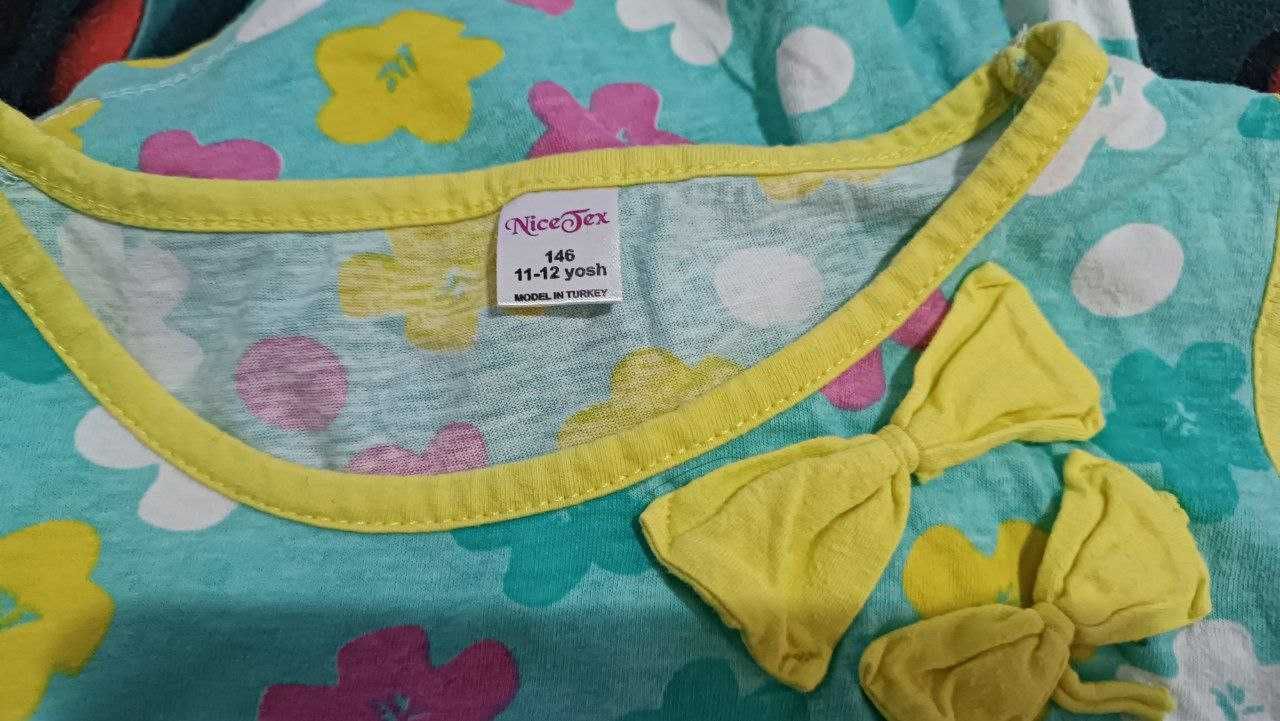 NiceTex
146
11-12 yosh
MODEL IN TURKEY